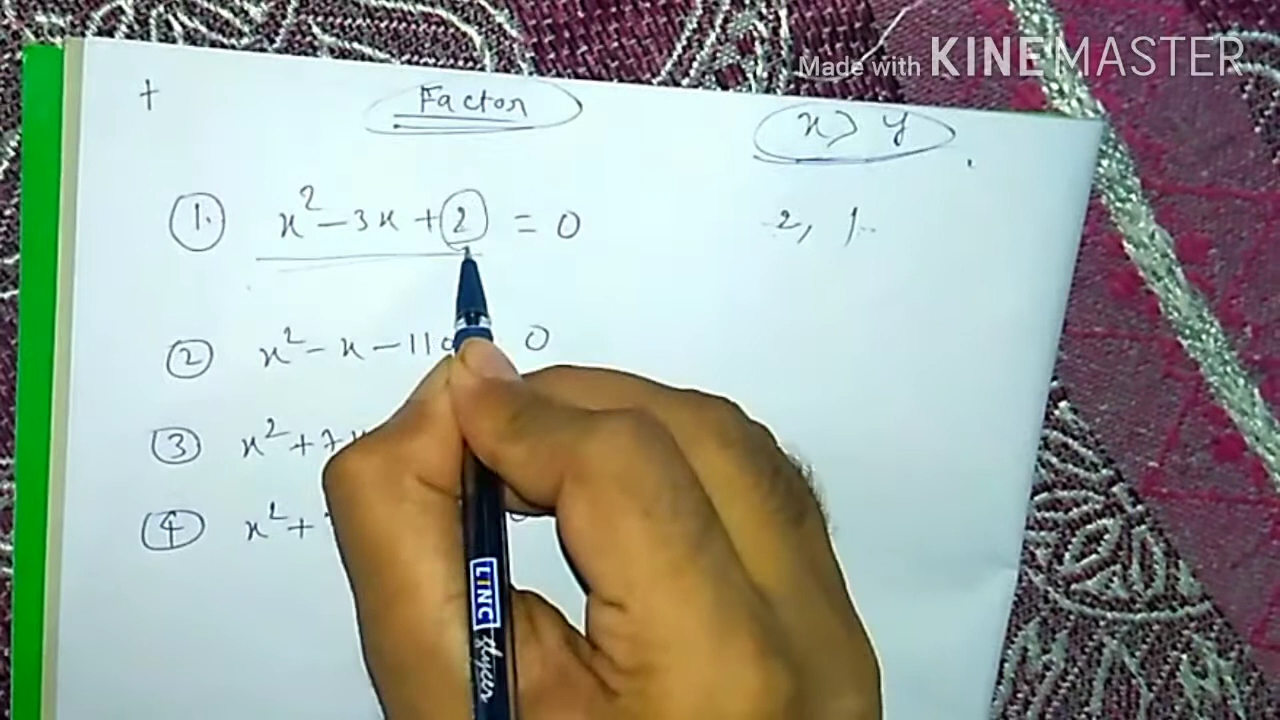 Made with KINEMASTER
+ Factor x > y
① x² - 3x + 2 = 0 2, 1
② x² - x - 110 0
③ x² + 7x
④ x² +
LINC